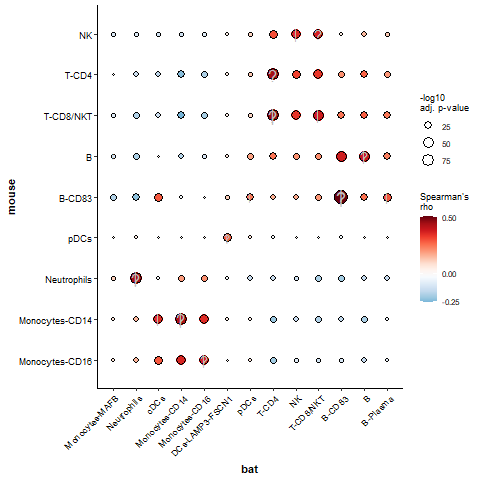 NK
T-CD4
T-CD8/NKT
B
B-CD83
pDCs
Neutrophils
Monocytes-CD14
Monocytes-CD16
mouse
Monocytes-MAFB
Neutrophils
cDCs
Monocytes-CD14
Monocytes-CD16
DCs-LAMP3-FSCN1
pDCs
T-CD4
NK
T-CD8/NKT
B-CD83
B
B-Plasma
bat
-log10
adj. p-value
25
50
75
Spearman's
rho
0.50
0.00
-0.25